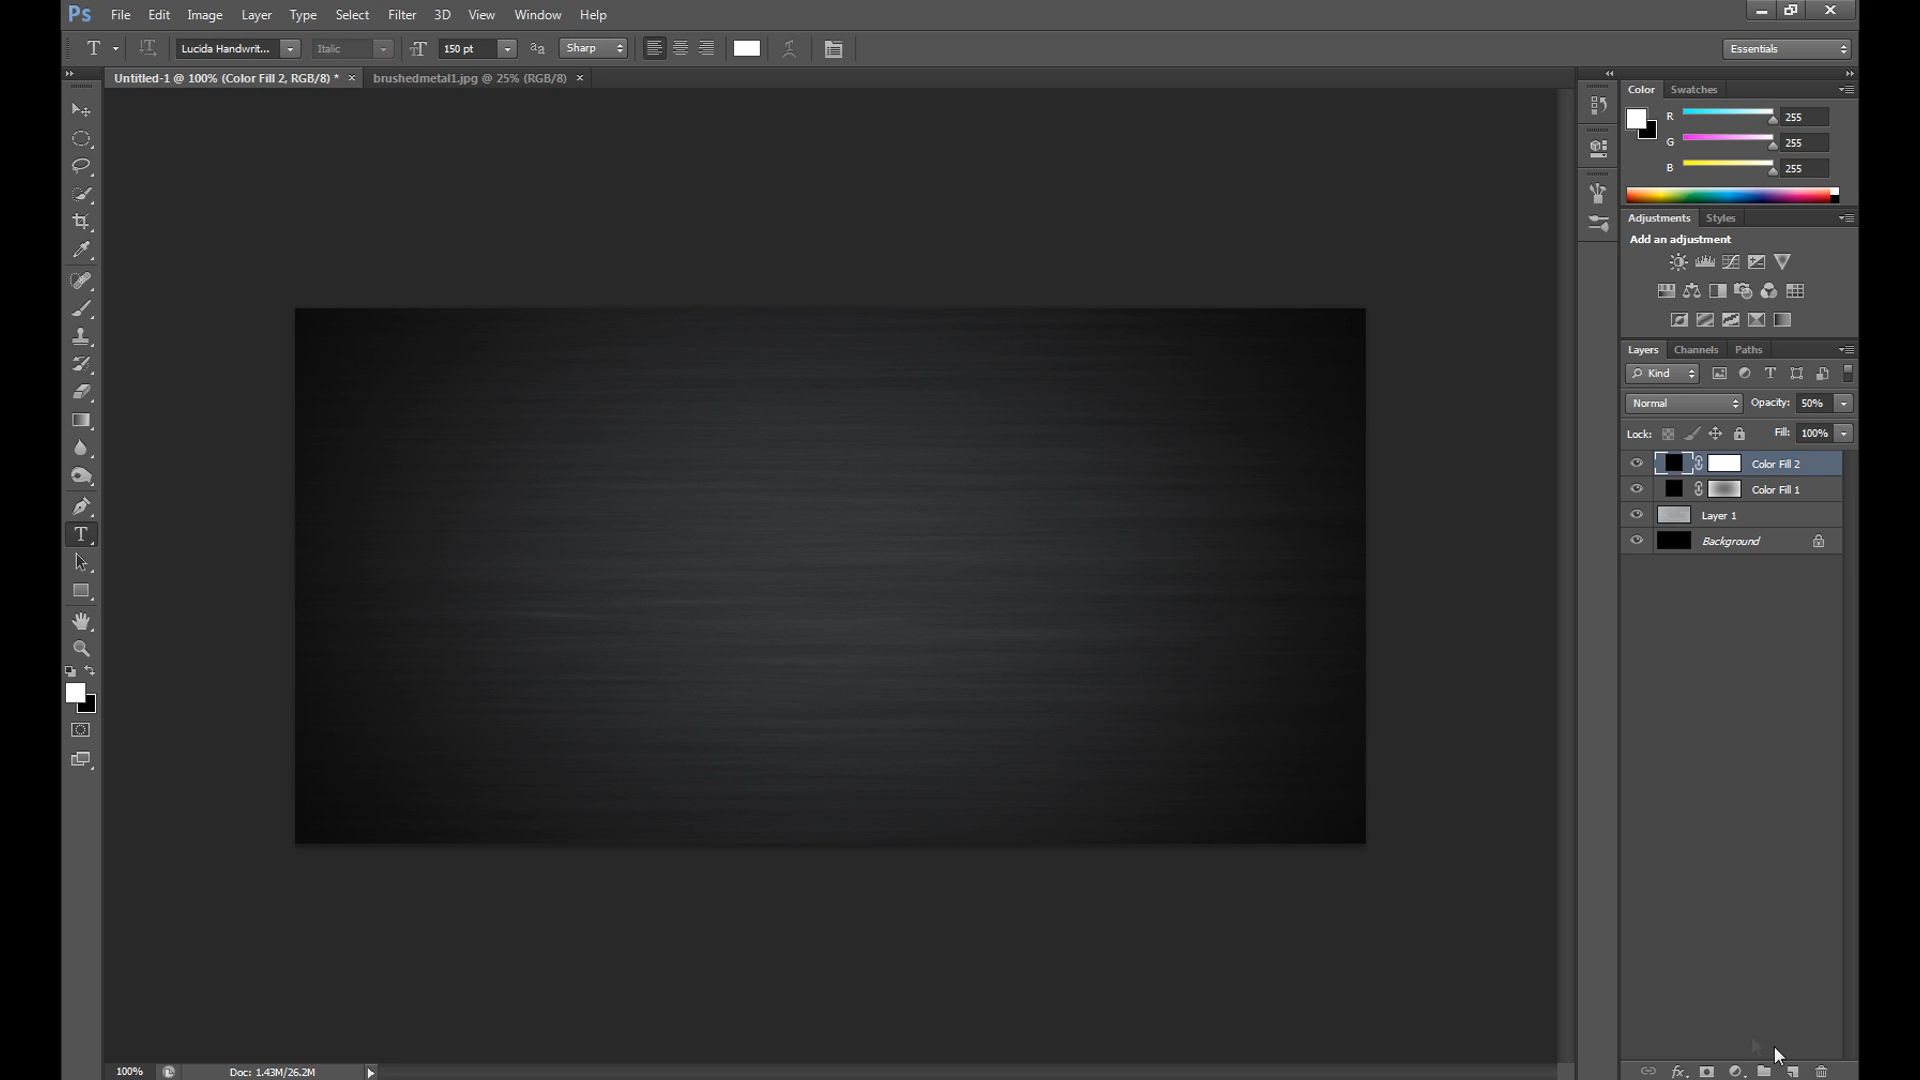 Ps File Edit Image Layer Type Select Filter 3D View Window Help
T Lucida Handwrit... Italic 150 pt Sharp Essentials
Untitled-1 @ 100% (Color Fill 2, RGB/8) * × brushedmetal1.jpg @ 25% (RGB/8) ×
Color Swatches
R 255
G 255
B 255
Adjustments Styles
Add an adjustment
Layers Channels Paths
Kind
Normal Opacity: 50%
Lock: Fill: 100%
Color Fill 2
Color Fill 1
Layer 1
Background
100% Doc: 1.43M/26.2M
fx